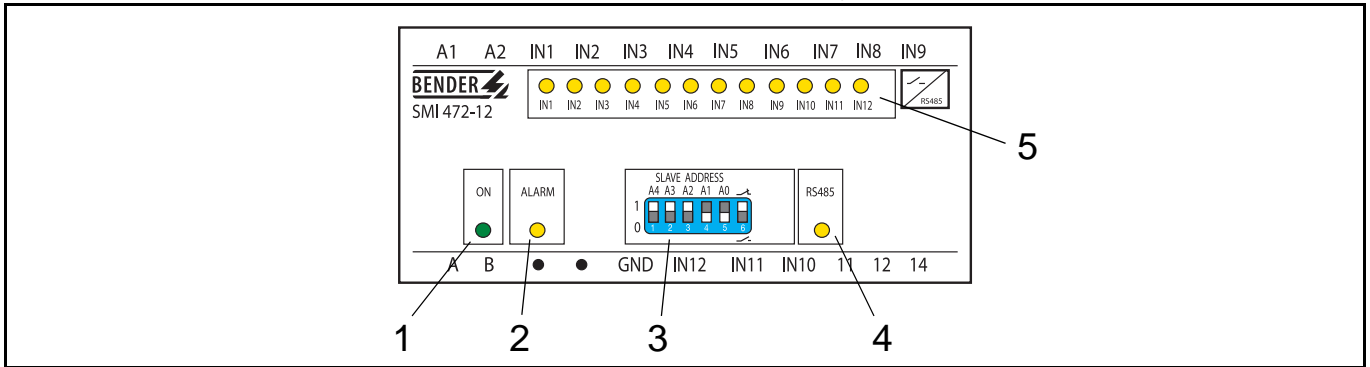 A1 A2 IN1 IN2 IN3 IN4 IN5 IN6 IN7 IN8 IN9
BENDER
SMI 472-12
IN1 IN2 IN3 IN4 IN5 IN6 IN7 IN8 IN9 IN10 IN11 IN12
RS485
5
ON
ALARM
SLAVE ADDRESS
A4 A3 A2 A1 A0
1
0
1 2 3 4 5 6
RS485
A B GND IN12 IN11 IN10 11 12 14
1 2 3 4